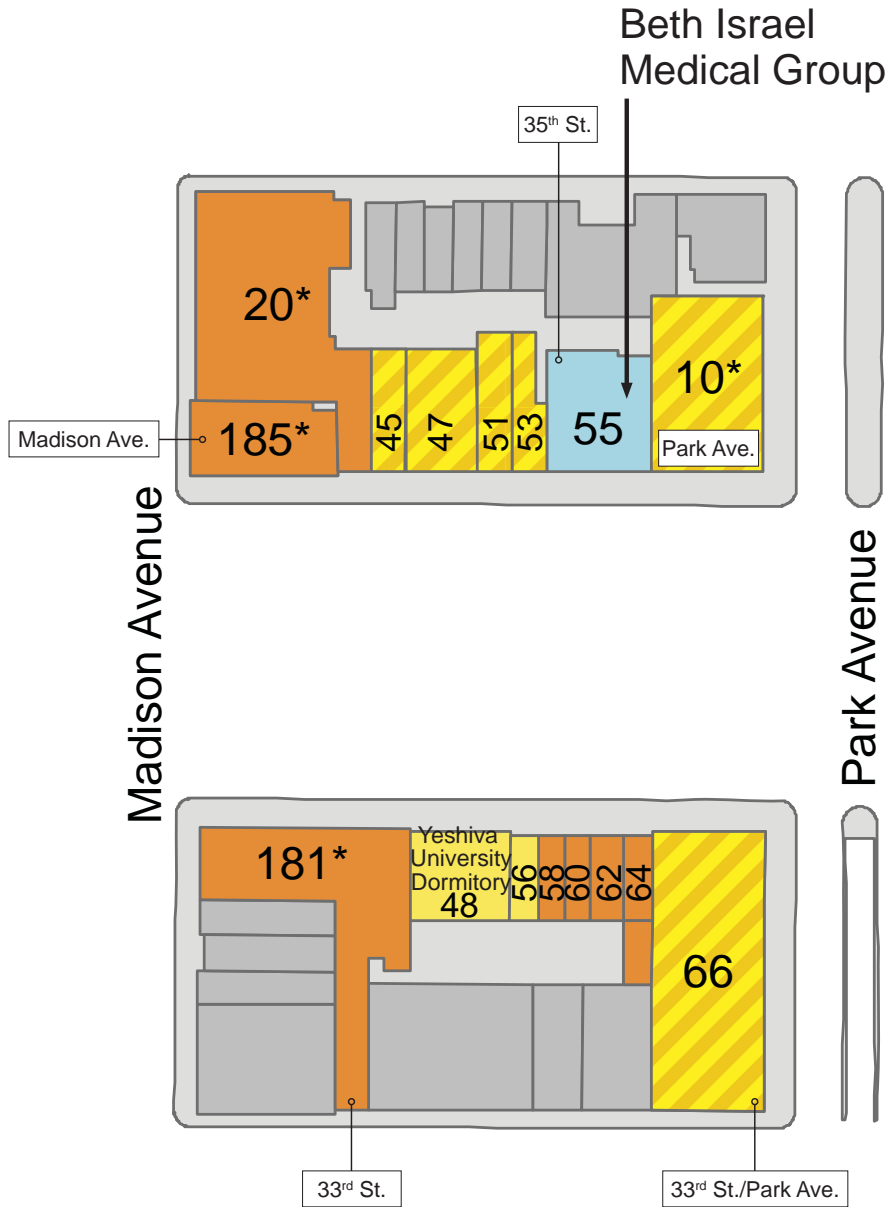 Beth Israel
Medical Group
35th St.
20*
10*
45
47
51
53
55
Park Ave.
Madison Ave.
185*
Madison Avenue
Park Avenue
181*
Yeshiva
University
Dormitory
48
56
58
60
62
64
66
33rd St.
33rd St./Park Ave.